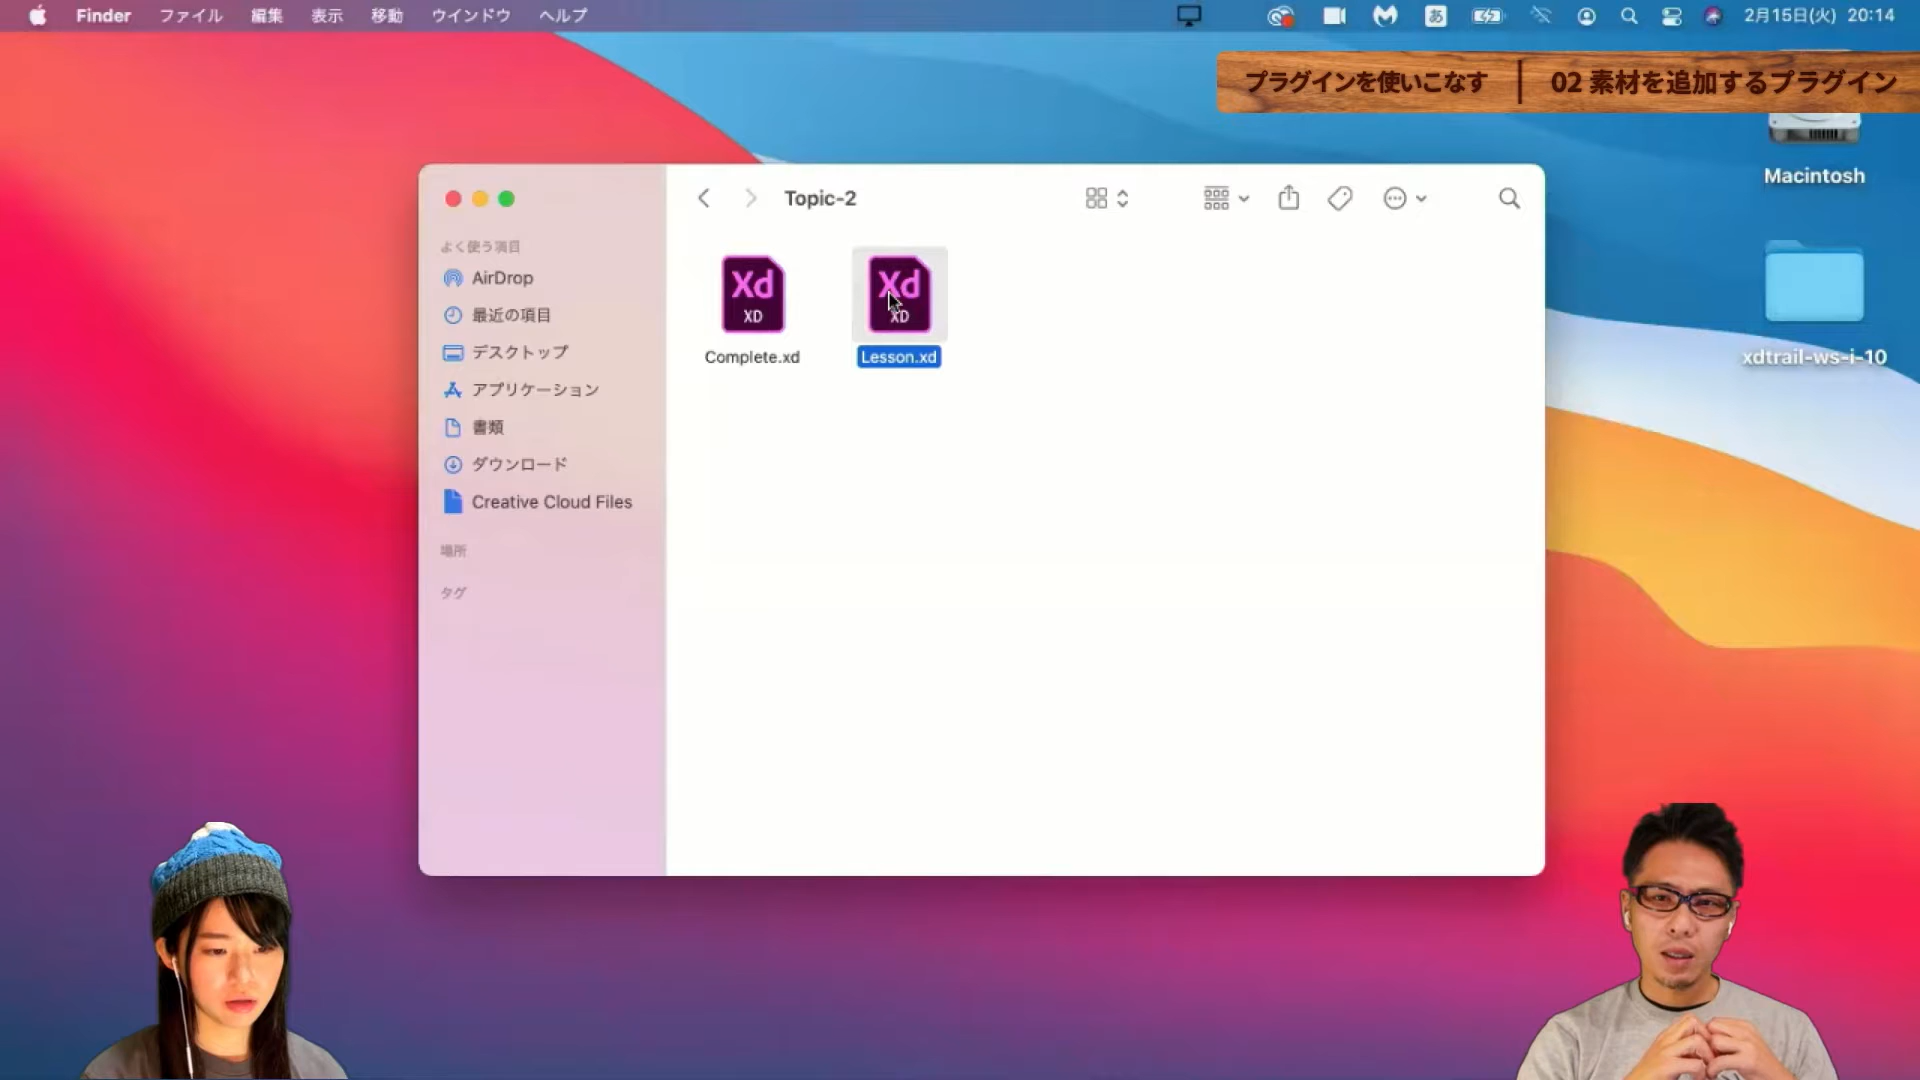 Finder ファイル 編集 表示 移動 ウインドウ ヘルプ
あ
2月15日(火) 20:14
プラグインを使いこなす | 02 素材を追加するプラグイン
Macintosh
xdtrail-ws-i-10
Topic-2
よく使う項目
AirDrop
最近の項目
デスクトップ
アプリケーション
書類
ダウンロード
Creative Cloud Files
場所
タグ
Xd
XD
Complete.xd
Xd
XD
Lesson.xd